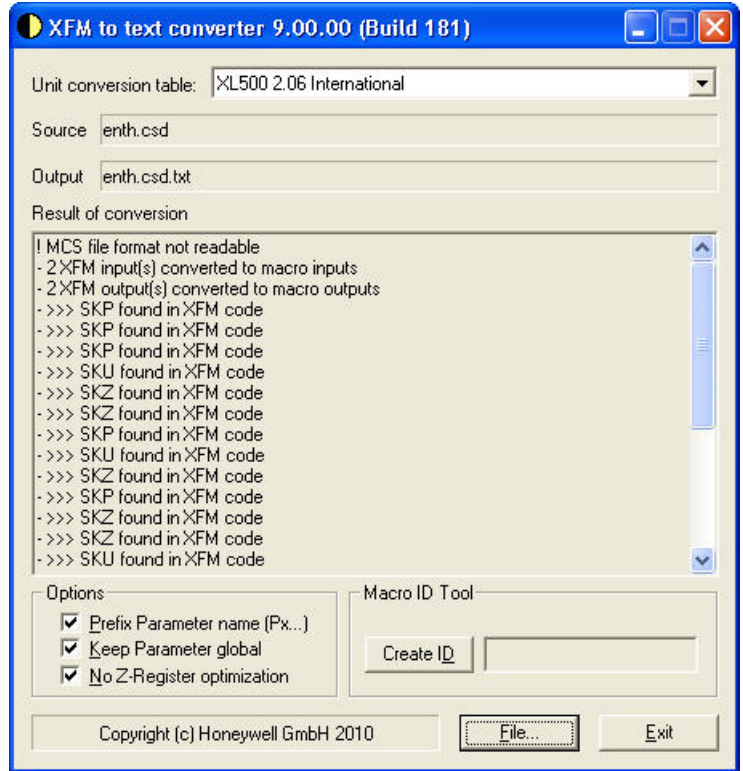 XFM to text converter 9.00.00 (Build 181)
Unit conversion table: XL500 2.06 International
Source enth.csd
Output enth.csd.txt
Result of conversion
! MCS file format not readable
- 2 XFM input(s) converted to macro inputs
- 2 XFM output(s) converted to macro outputs
- >>> SKP found in XFM code
- >>> SKP found in XFM code
- >>> SKP found in XFM code
- >>> SKU found in XFM code
- >>> SKZ found in XFM code
- >>> SKZ found in XFM code
- >>> SKP found in XFM code
- >>> SKU found in XFM code
- >>> SKZ found in XFM code
- >>> SKP found in XFM code
- >>> SKZ found in XFM code
- >>> SKZ found in XFM code
- >>> SKU found in XFM code
Options
Prefix Parameter name (Px...)
Keep Parameter global
No Z-Register optimization
Macro ID Tool
Create ID
Copyright (c) Honeywell GmbH 2010
File...
Exit